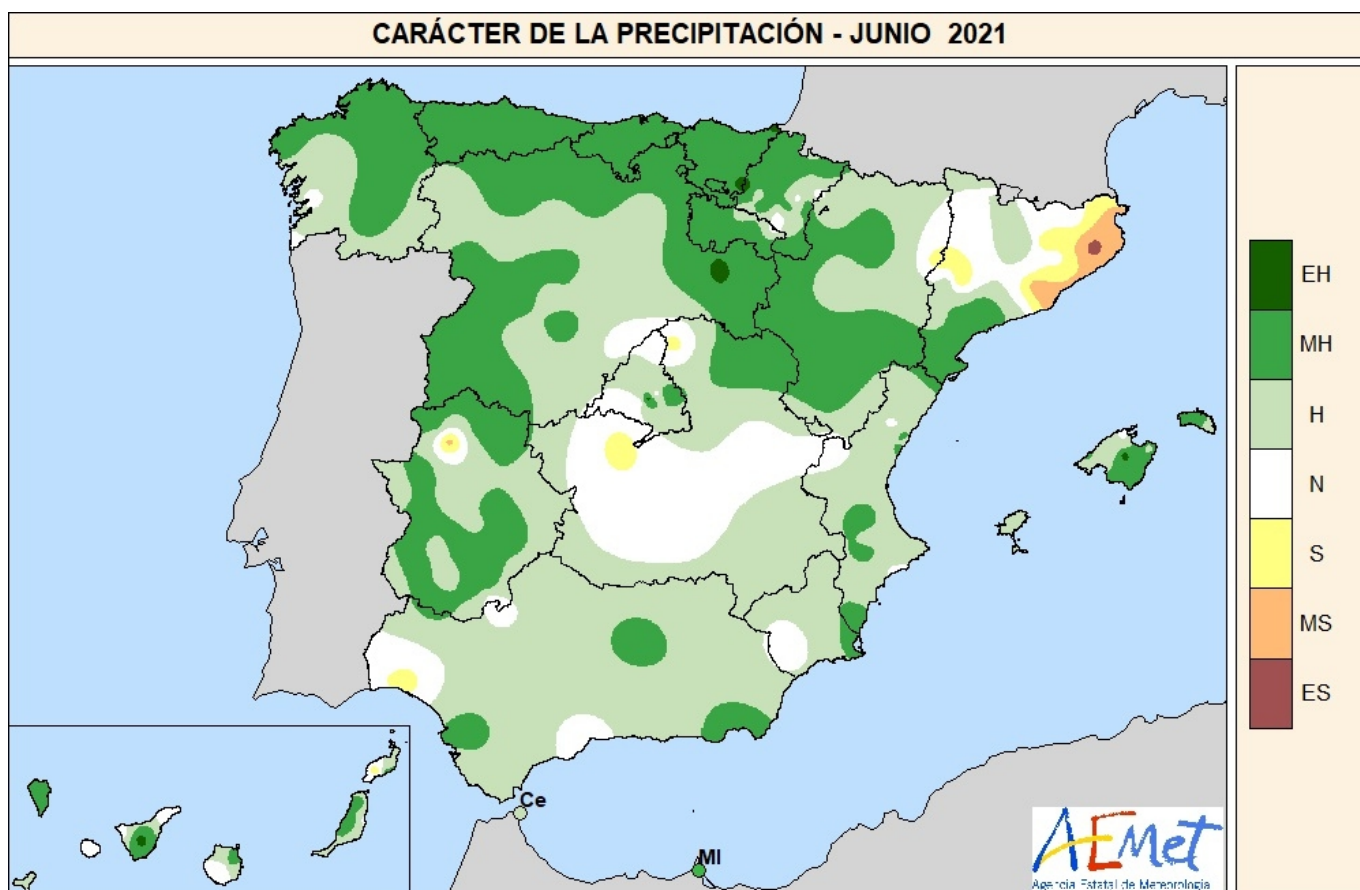 CARÁCTER DE LA PRECIPITACIÓN - JUNIO 2021
EH
MH
H
N
S
MS
ES
Ce
Ml
AEMet
Agencia Estatal de Meteorología